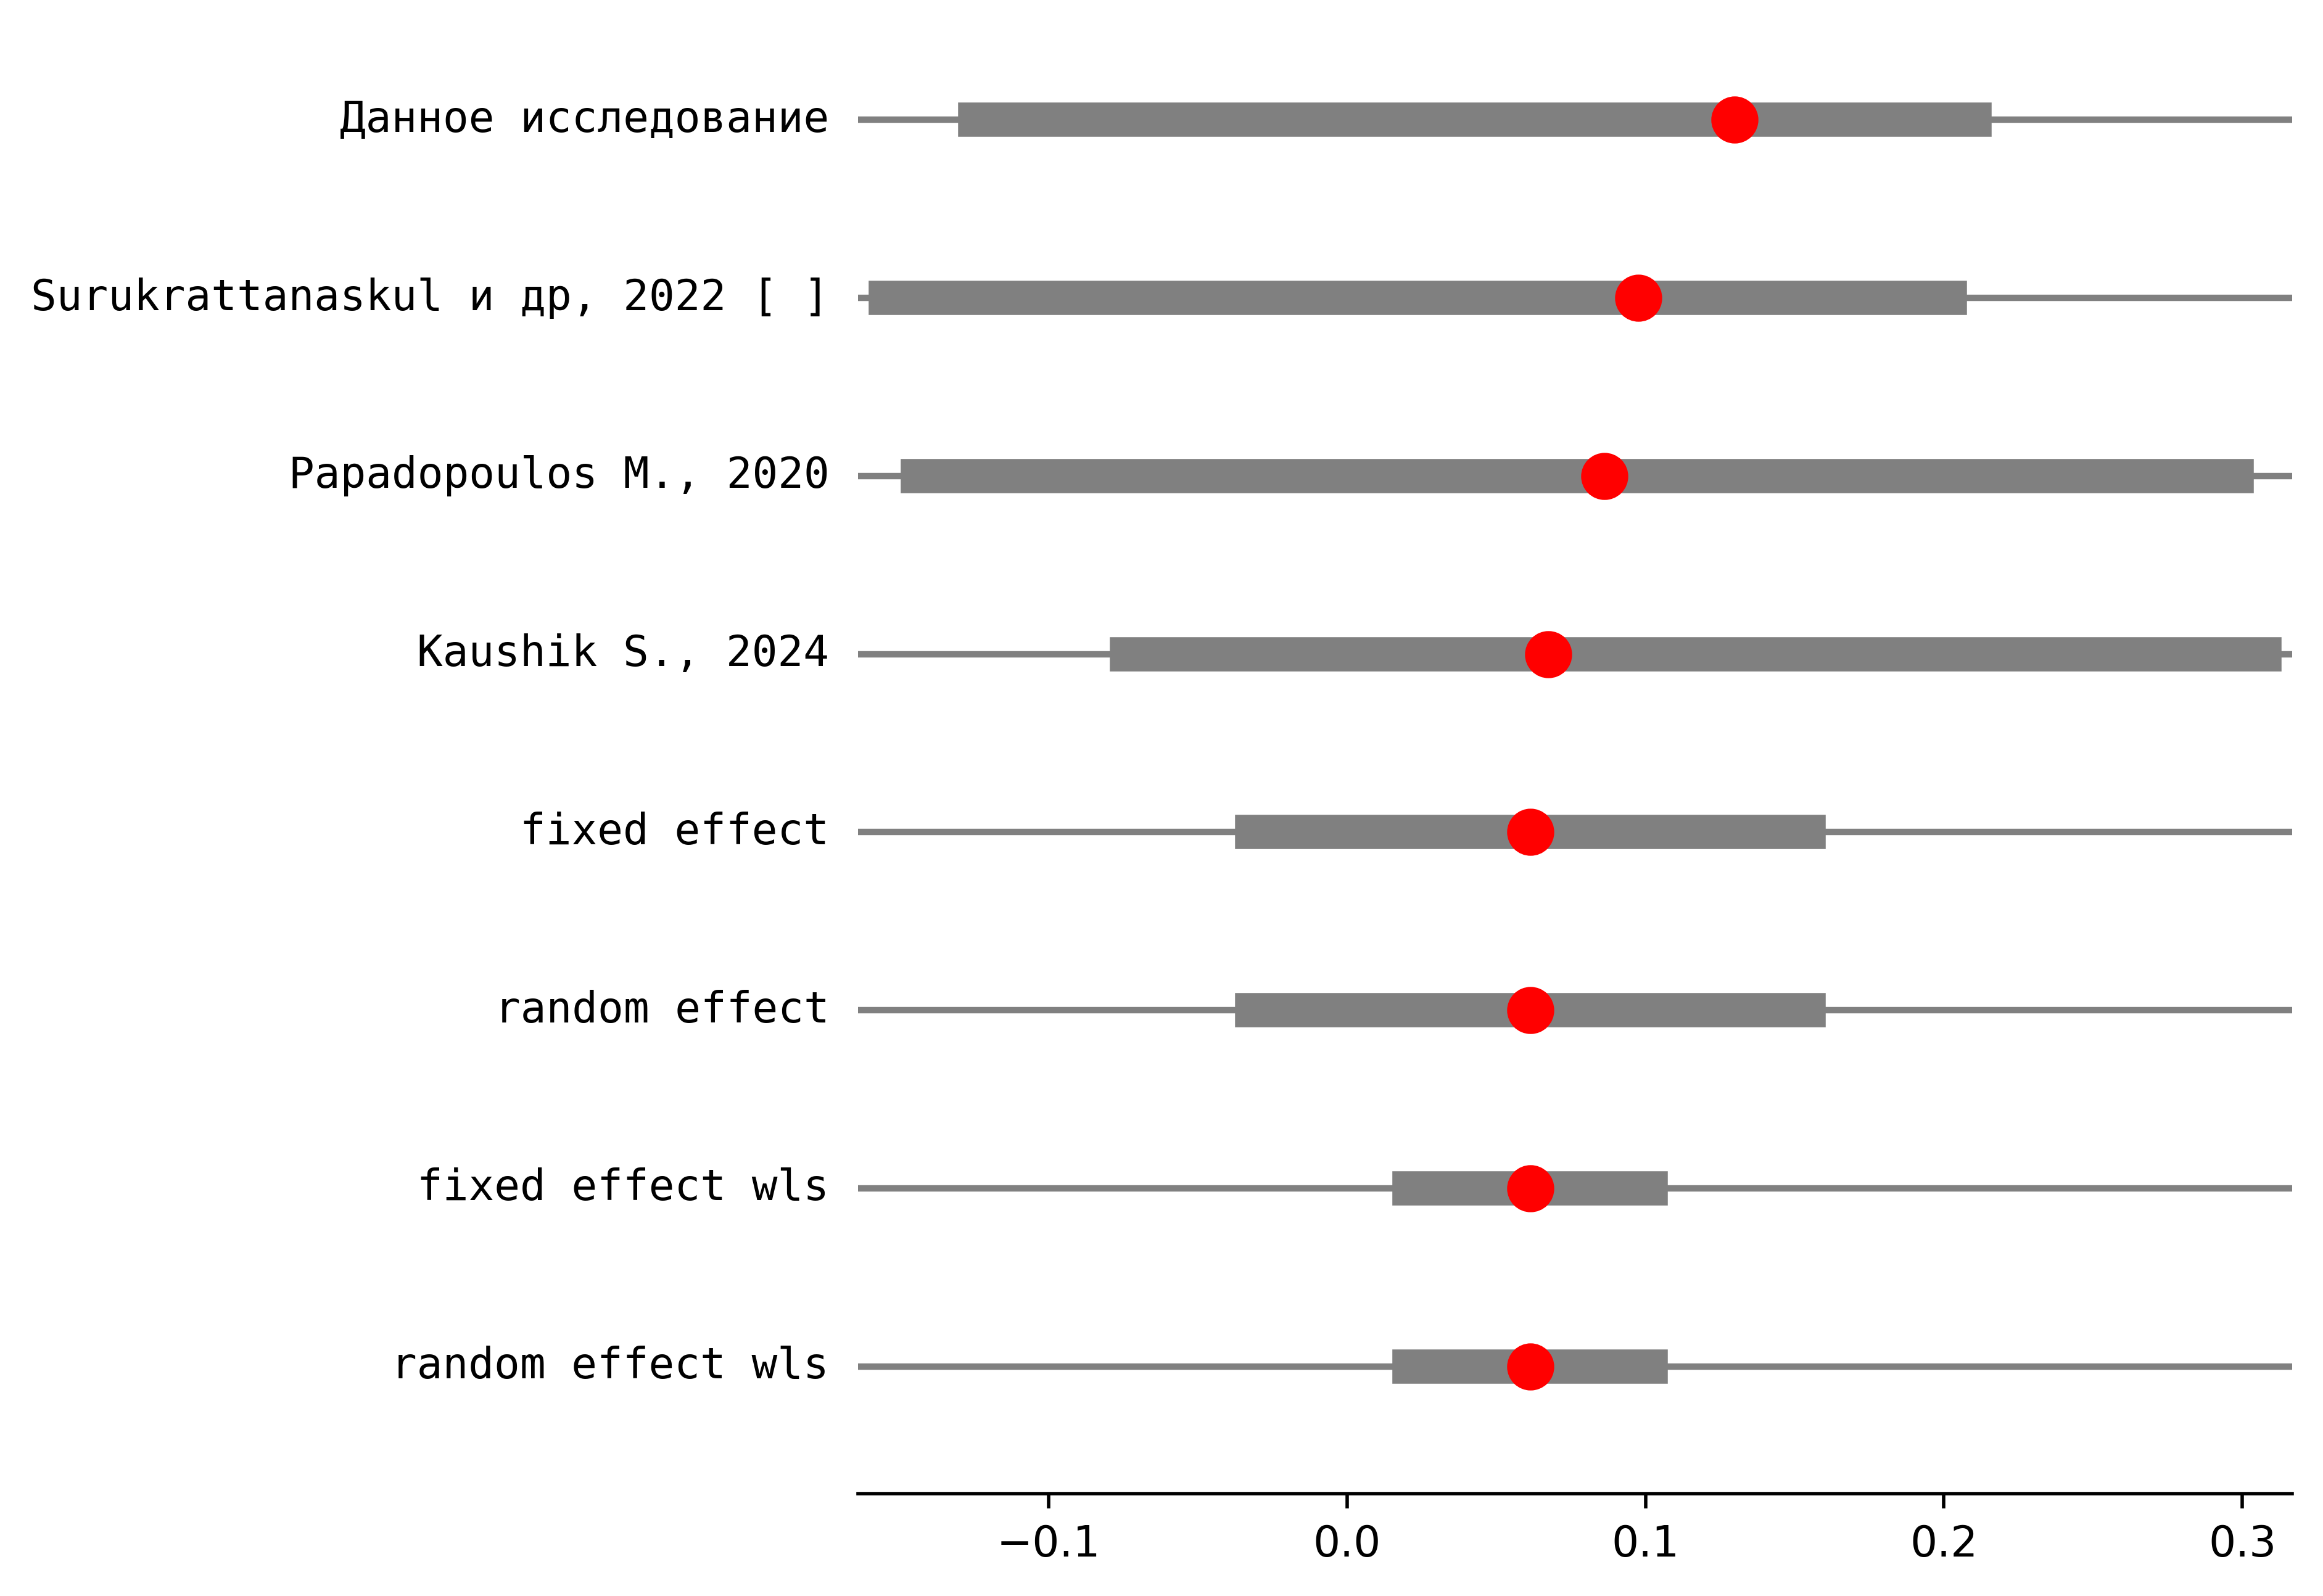 Данное исследование
Surukrattanaskul и др, 2022 [ ]
Papadopoulos M., 2020
Kaushik S., 2024
fixed effect
random effect
fixed effect wls
random effect wls
−0.1 0.0 0.1 0.2 0.3